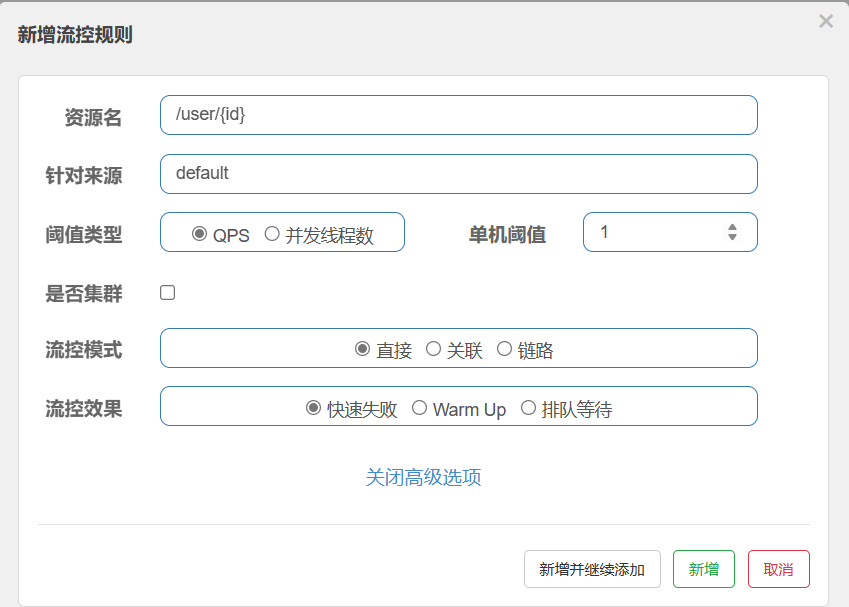 新增流控规则
×
资源名 /user/{id}
针对来源 default
阈值类型 QPS 并发线程数 单机阈值 1
是否集群
流控模式 直接 关联 链路
流控效果 快速失败 Warm Up 排队等待
关闭高级选项
新增并继续添加 新增 取消